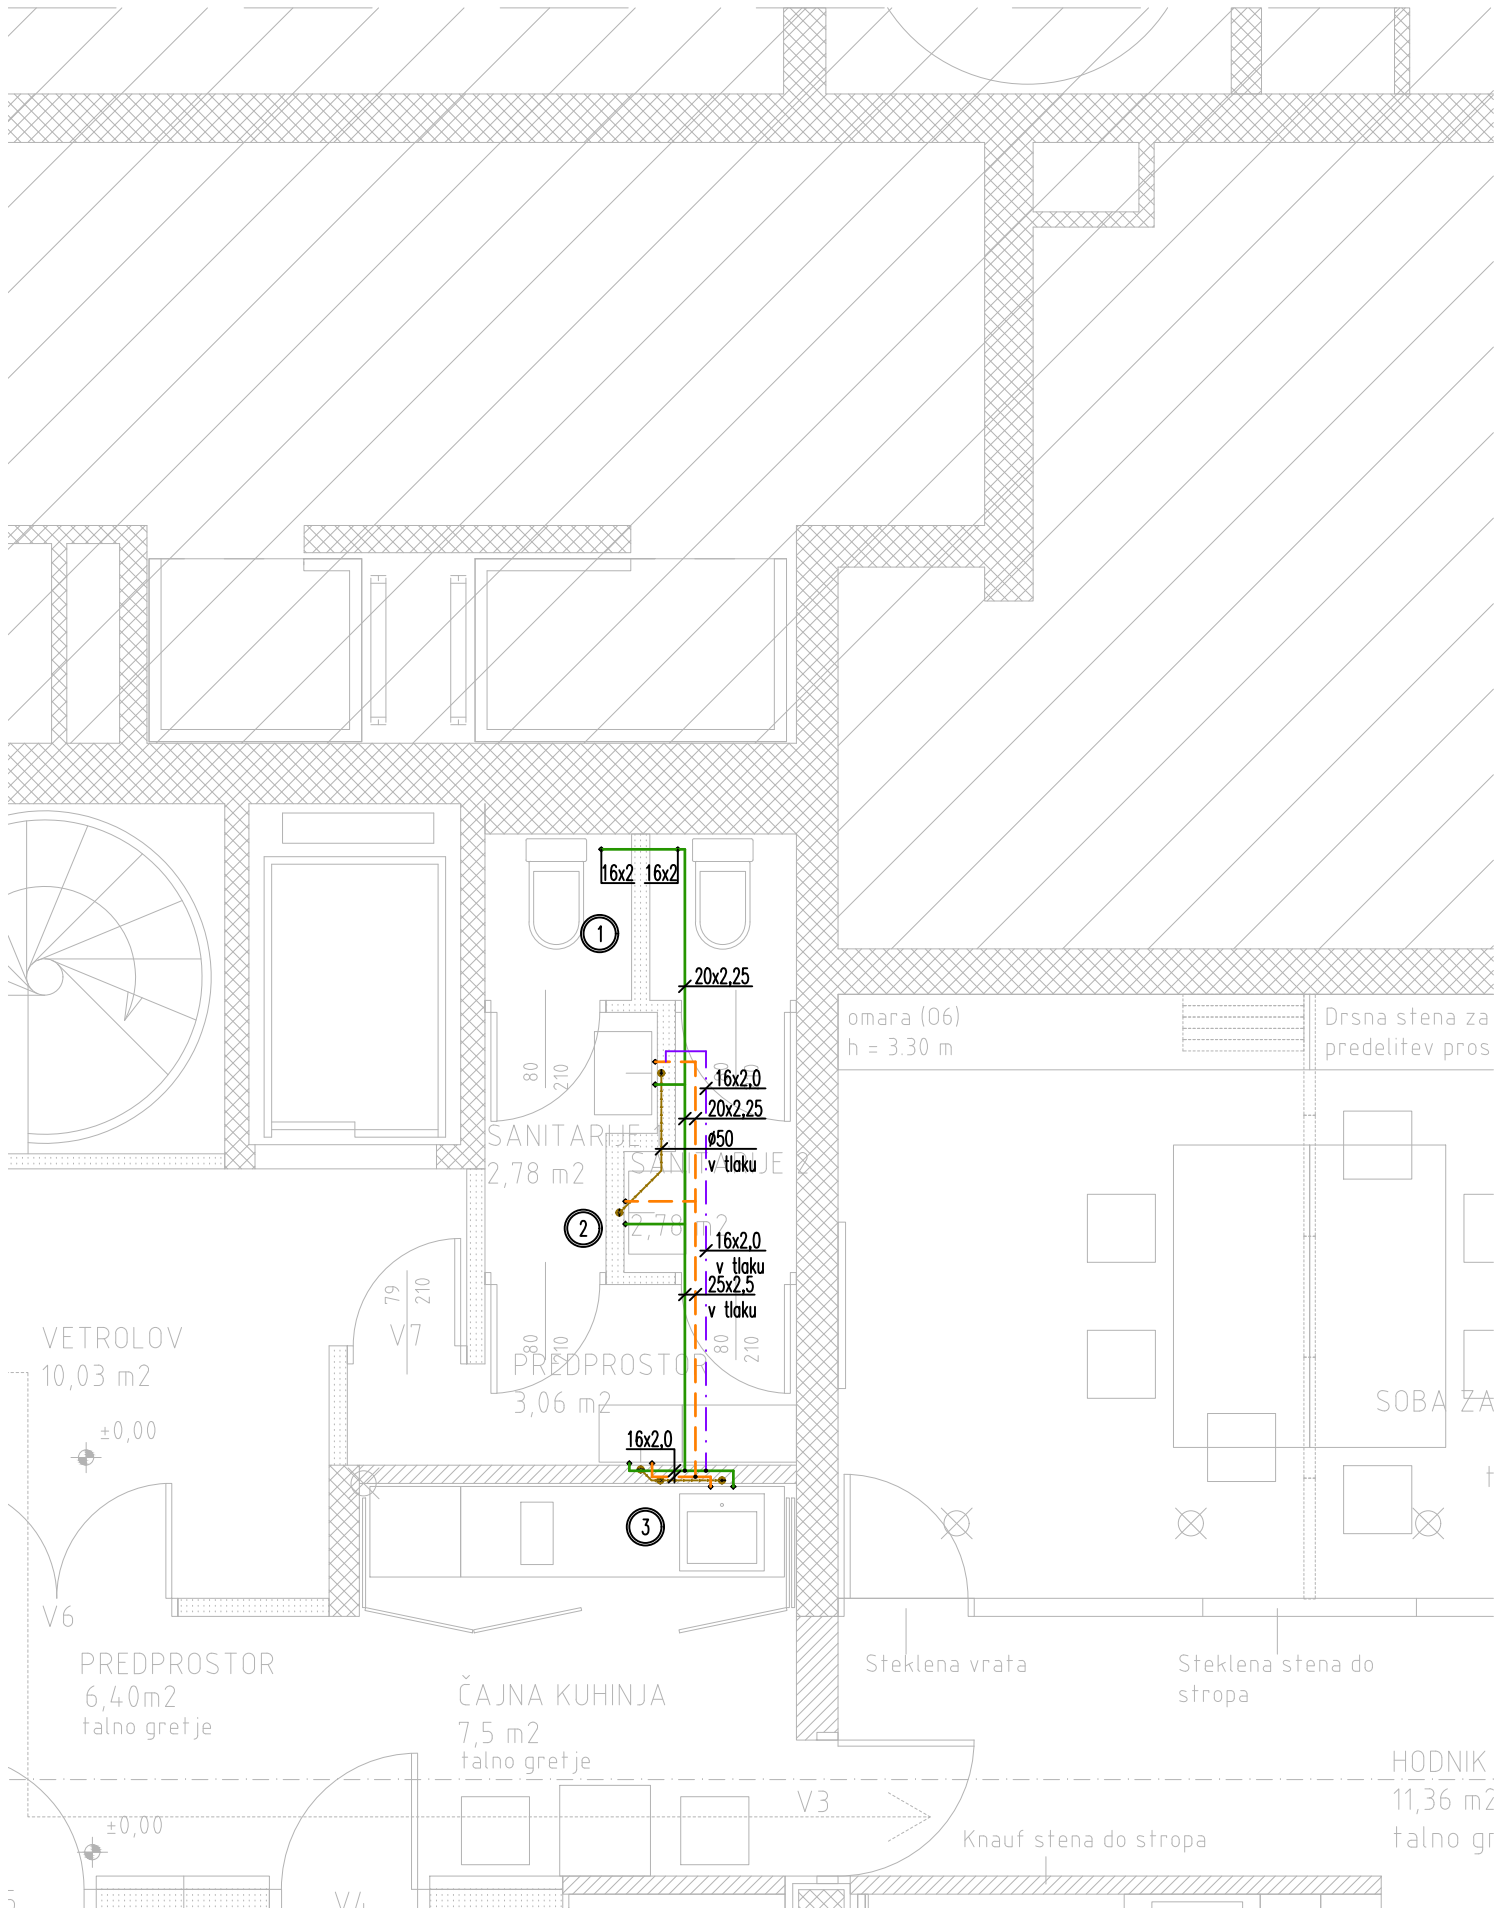 16x2
16x2
1
20x2,25
omara (06)
h = 3.30 m
Drsna stena za
predelitev pros
80
210
80
16x2,0
20x2,25
SANITARIJE 1
2,78 m2
ø50
v tlaku
SANITARIJE 2
2,78 m2
2
16x2,0
v tlaku
25x2,5
v tlaku
79
210
V7
VETROLOV
10,03 m2
80
210
80
210
PREDPROSTOR
3,06 m2
SOBA ZA
±0,00
16x2,0
3
V6
PREDPROSTOR
6,40m2
talno gretje
ČAJNA KUHINJA
7,5 m2
talno gretje
Steklena vrata
Steklena stena do
stropa
HODNIK
11,36 m2
talno gr
V3
±0,00
Knauf stena do stropa
V4